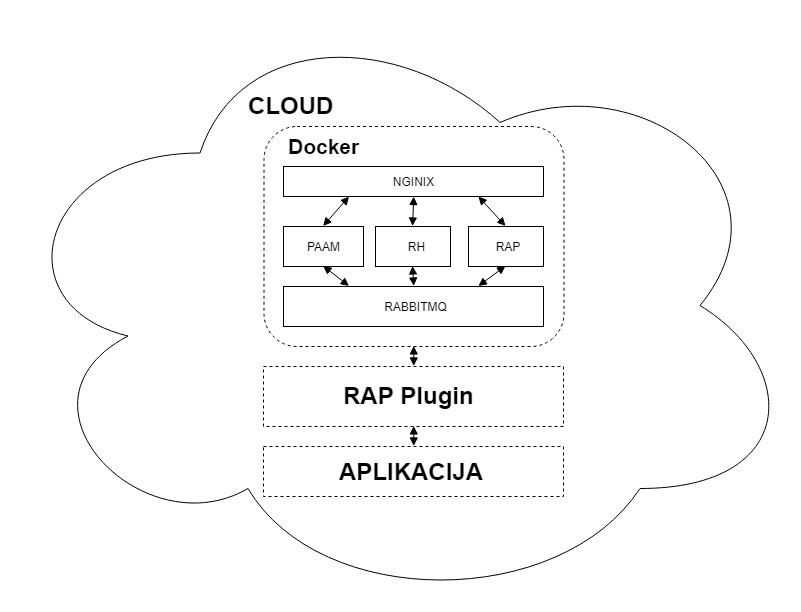 CLOUD
Docker
NGINIX
PAAM RH RAP
RABBITMQ
RAP Plugin
APLIKACIJA